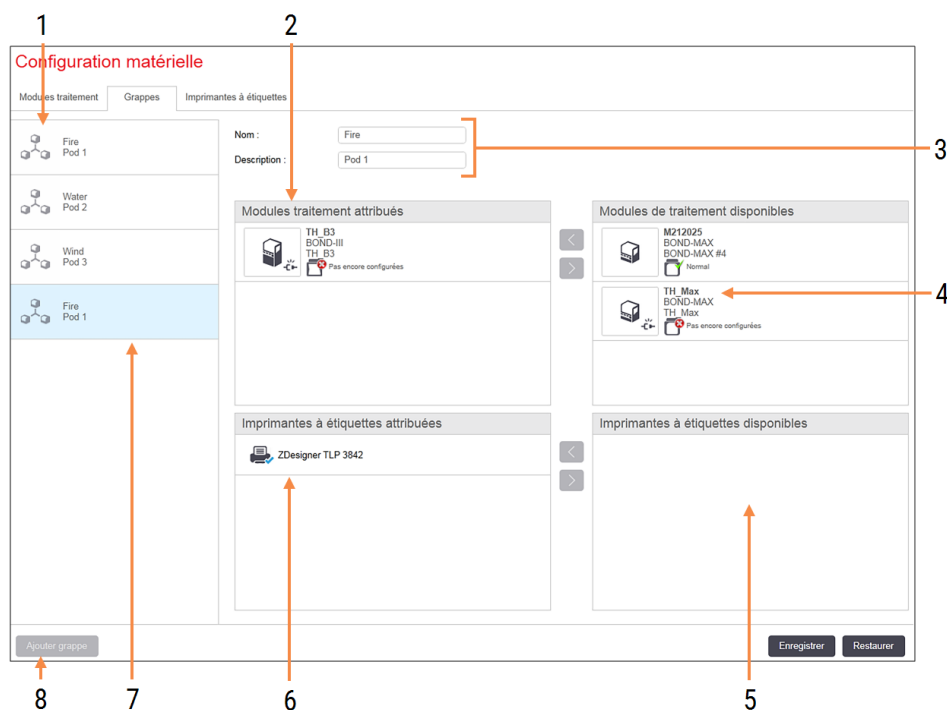 1
2
Configuration matérielle
Modules traitement
Grappes
Imprimantes à étiquettes
Fire
Pod 1
Water
Pod 2
Wind
Pod 3
Fire
Pod 1
Nom :
Fire
Description :
Pod 1
3
Modules traitement attribués
TH_B3
BOND-III
TH_B3
Pas encore configurées
<
>
Modules de traitement disponibles
M212025
BOND-MAX
BOND-MAX #4
Normal
TH_Max
BOND-MAX
TH_Max
Pas encore configurées
4
Imprimantes à étiquettes attribuées
ZDesigner TLP 3842
<
>
Imprimantes à étiquettes disponibles
Ajouter grappe
Enregistrer
Restaurer
8
7
6
5